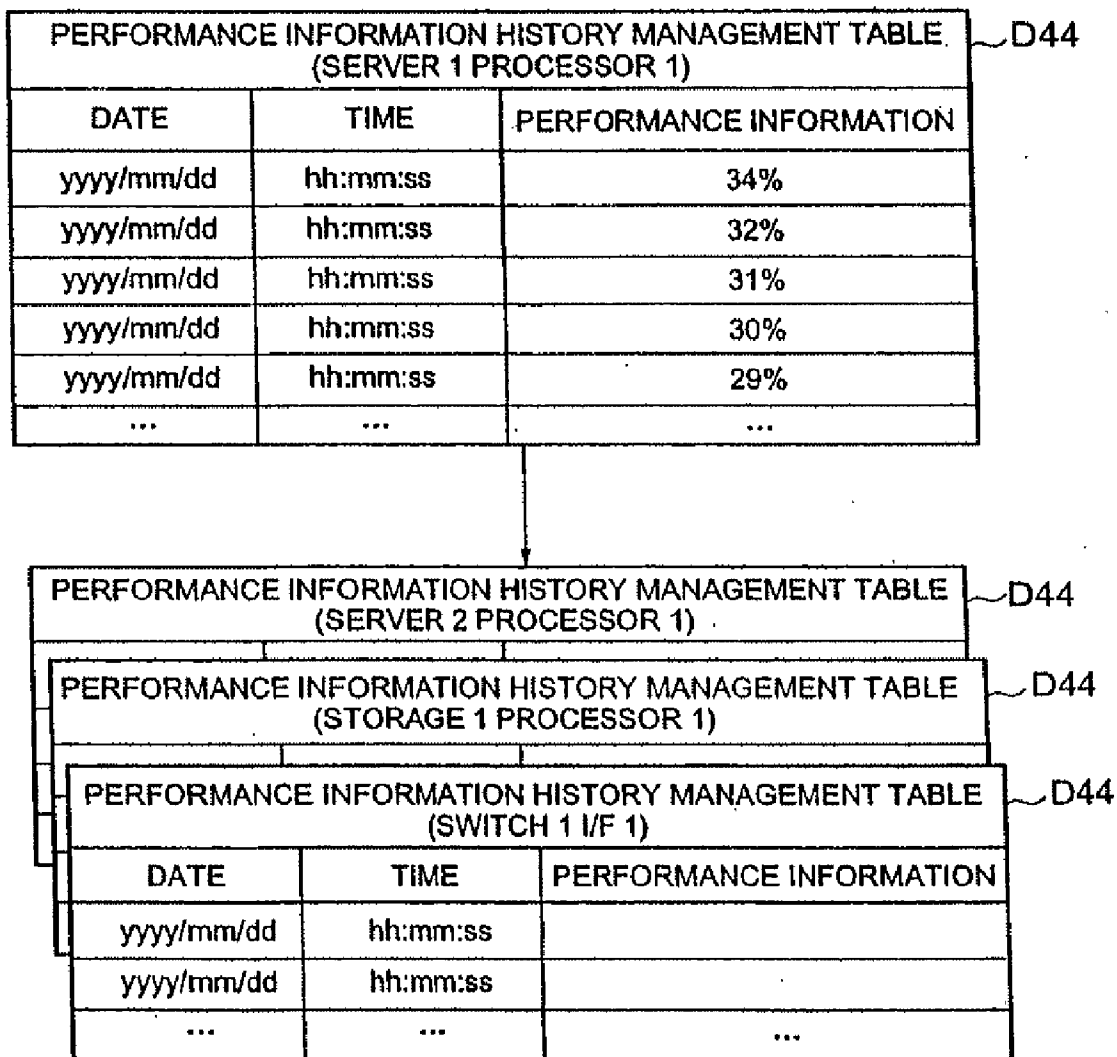 PERFORMANCE INFORMATION HISTORY MANAGEMENT TABLE D44
(SERVER 1 PROCESSOR 1)
DATE TIME PERFORMANCE INFORMATION
yyyy/mm/dd hh:mm:ss 34%
yyyy/mm/dd hh:mm:ss 32%
yyyy/mm/dd hh:mm:ss 31%
yyyy/mm/dd hh:mm:ss 30%
yyyy/mm/dd hh:mm:ss 29%
... ... ...
PERFORMANCE INFORMATION HISTORY MANAGEMENT TABLE D44
(SERVER 2 PROCESSOR 1)
PERFORMANCE INFORMATION HISTORY MANAGEMENT TABLE D44
(STORAGE 1 PROCESSOR 1)
PERFORMANCE INFORMATION HISTORY MANAGEMENT TABLE D44
(SWITCH 1 I/F 1)
DATE TIME PERFORMANCE INFORMATION
yyyy/mm/dd hh:mm:ss
yyyy/mm/dd hh:mm:ss
... ... ...